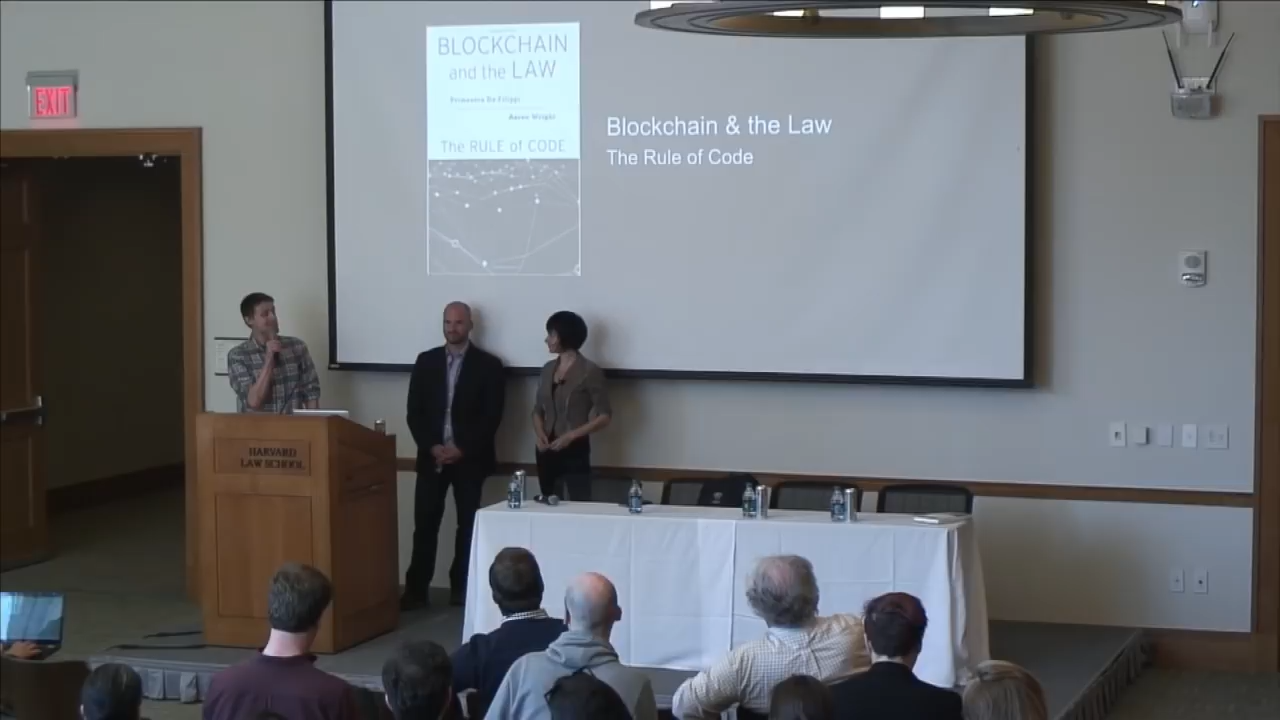 EXIT
BLOCKCHAIN
and the LAW
Primavera De Filippi
Aaron Wright
The RULE of CODE
Blockchain & the Law
The Rule of Code
HARVARD
LAW SCHOOL